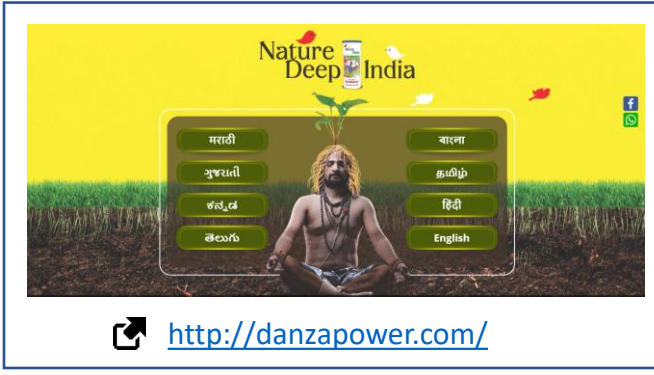 Nature
Deep India
मराठी
বাংলা
ગુજરાતી
தமிழ்
ಕನ್ನಡ
हिंदी
తెలుగు
English
http://danzapower.com/